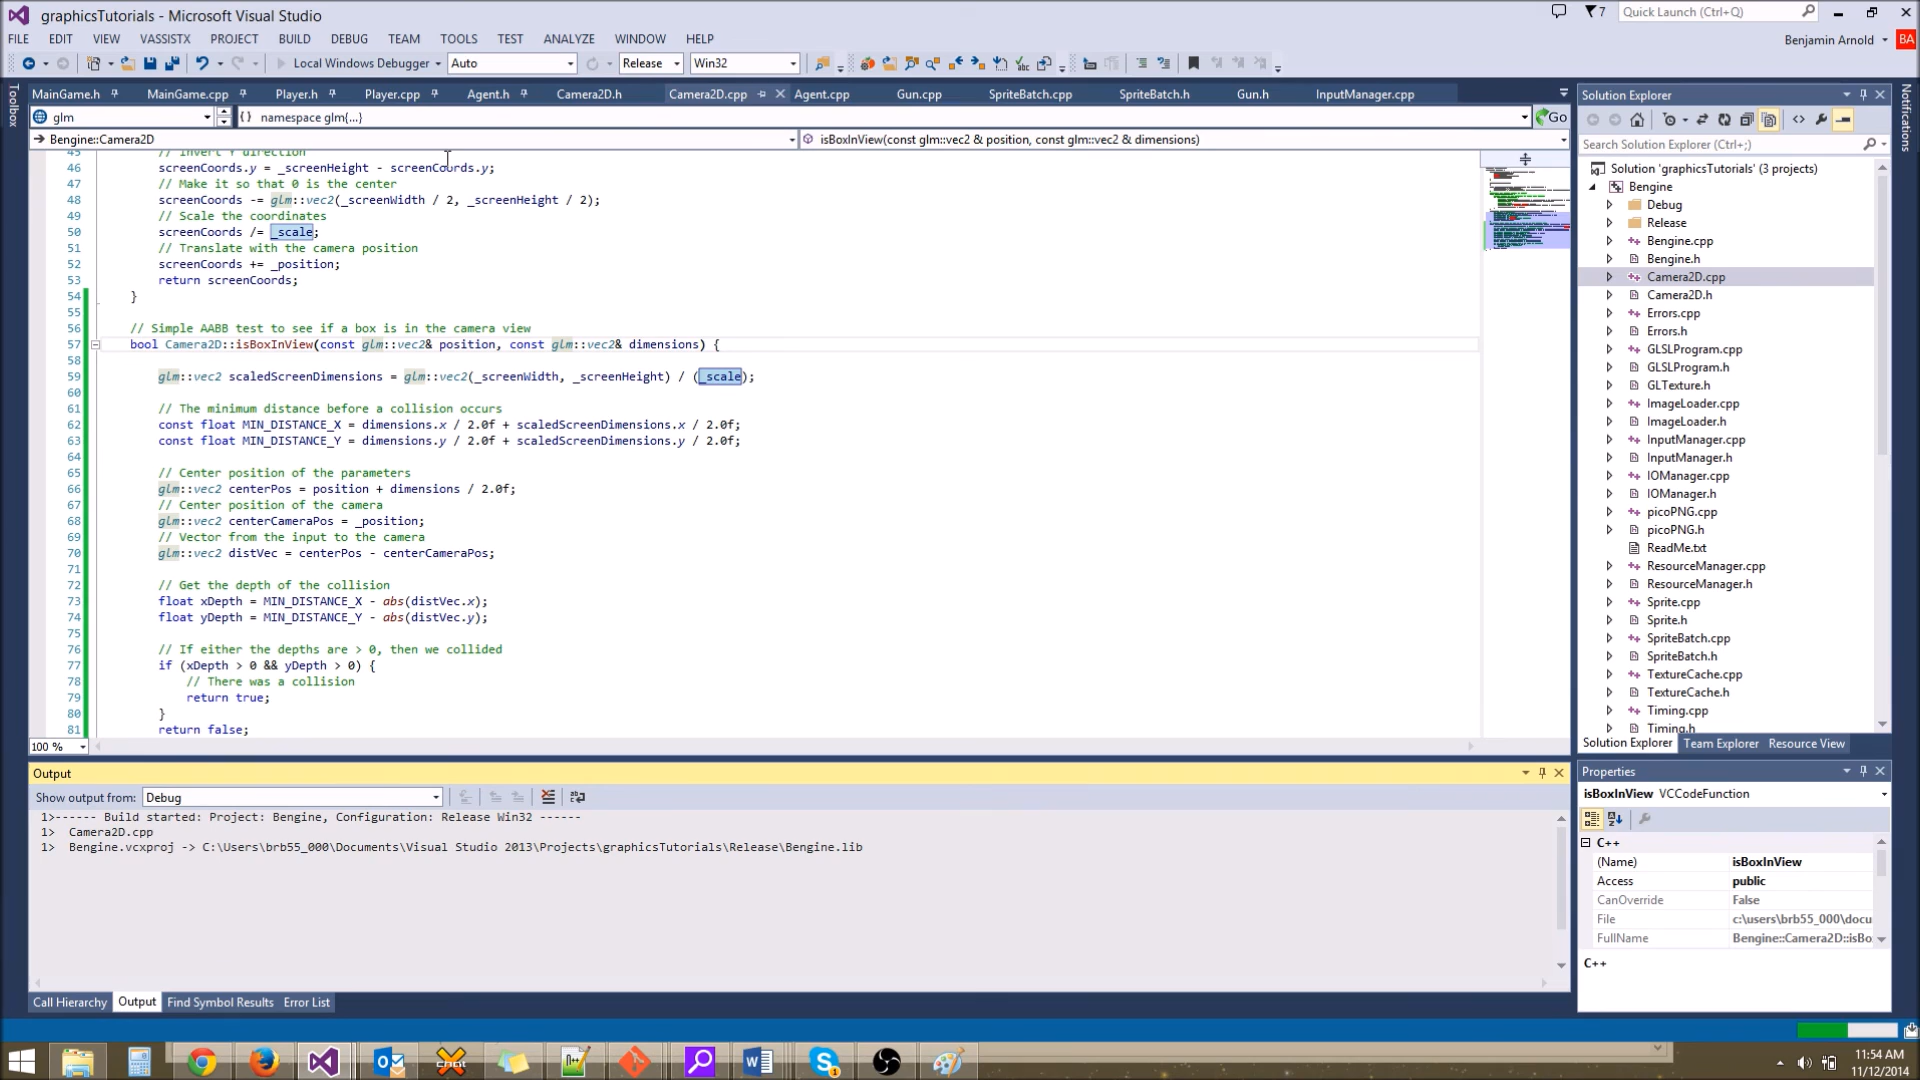 graphicsTutorials - Microsoft Visual Studio
7
Quick Launch (Ctrl+Q)
FILE EDIT VIEW VASSISTX PROJECT BUILD DEBUG TEAM TOOLS TEST ANALYZE WINDOW HELP
Benjamin Arnold BA
Local Windows Debugger Auto Release Win32
Toolbox
MainGame.h MainGame.cpp Player.h Player.cpp Agent.h Camera2D.h Camera2D.cpp Agent.cpp Gun.cpp SpriteBatch.cpp SpriteBatch.h Gun.h InputManager.cpp
glm {} namespace glm{...} Go
Bengine::Camera2D isBoxInView(const glm::vec2 & position, const glm::vec2 & dimensions)
45 // Invert Y direction
46 screenCoords.y = _screenHeight - screenCoords.y;
47 // Make it so that 0 is the center
48 screenCoords -= glm::vec2(_screenWidth / 2, _screenHeight / 2);
49 // Scale the coordinates
50 screenCoords /= _scale;
51 // Translate with the camera position
52 screenCoords += _position;
53 return screenCoords;
54 }
55
56 // Simple AABB test to see if a box is in the camera view
57 bool Camera2D::isBoxInView(const glm::vec2& position, const glm::vec2& dimensions) {
58
59 glm::vec2 scaledScreenDimensions = glm::vec2(_screenWidth, _screenHeight) / (_scale);
60
61 // The minimum distance before a collision occurs
62 const float MIN_DISTANCE_X = dimensions.x / 2.0f + scaledScreenDimensions.x / 2.0f;
63 const float MIN_DISTANCE_Y = dimensions.y / 2.0f + scaledScreenDimensions.y / 2.0f;
64
65 // Center position of the parameters
66 glm::vec2 centerPos = position + dimensions / 2.0f;
67 // Center position of the camera
68 glm::vec2 centerCameraPos = _position;
69 // Vector from the input to the camera
70 glm::vec2 distVec = centerPos - centerCameraPos;
71
72 // Get the depth of the collision
73 float xDepth = MIN_DISTANCE_X - abs(distVec.x);
74 float yDepth = MIN_DISTANCE_Y - abs(distVec.y);
75
76 // If either the depths are > 0, then we collided
77 if (xDepth > 0 && yDepth > 0) {
78 // There was a collision
79 return true;
80 }
81 return false;
100 %
Output
Show output from: Debug
1>------ Build started: Project: Bengine, Configuration: Release Win32 ------
1> Camera2D.cpp
1> Bengine.vcxproj -> C:\Users\brb55_000\Documents\Visual Studio 2013\Projects\graphicsTutorials\Release\Bengine.lib
Call Hierarchy Output Find Symbol Results Error List
Solution Explorer
Search Solution Explorer (Ctrl+;)
Solution 'graphicsTutorials' (3 projects)
Bengine
Debug
Release
Bengine.cpp
Bengine.h
Camera2D.cpp
Camera2D.h
Errors.cpp
Errors.h
GLSLProgram.cpp
GLSLProgram.h
GLTexture.h
ImageLoader.cpp
ImageLoader.h
InputManager.cpp
InputManager.h
IOManager.cpp
IOManager.h
picoPNG.cpp
picoPNG.h
ReadMe.txt
ResourceManager.cpp
ResourceManager.h
Sprite.cpp
Sprite.h
SpriteBatch.cpp
SpriteBatch.h
TextureCache.cpp
TextureCache.h
Timing.cpp
Timing.h
Solution Explorer Team Explorer Resource View
Properties
isBoxInView VCCodeFunction
C++
(Name) isBoxInView
Access public
CanOverride False
File c:\users\brb55_000\docu
FullName Bengine::Camera2D::isBo
C++
Notifications
11:54 AM
11/12/2014